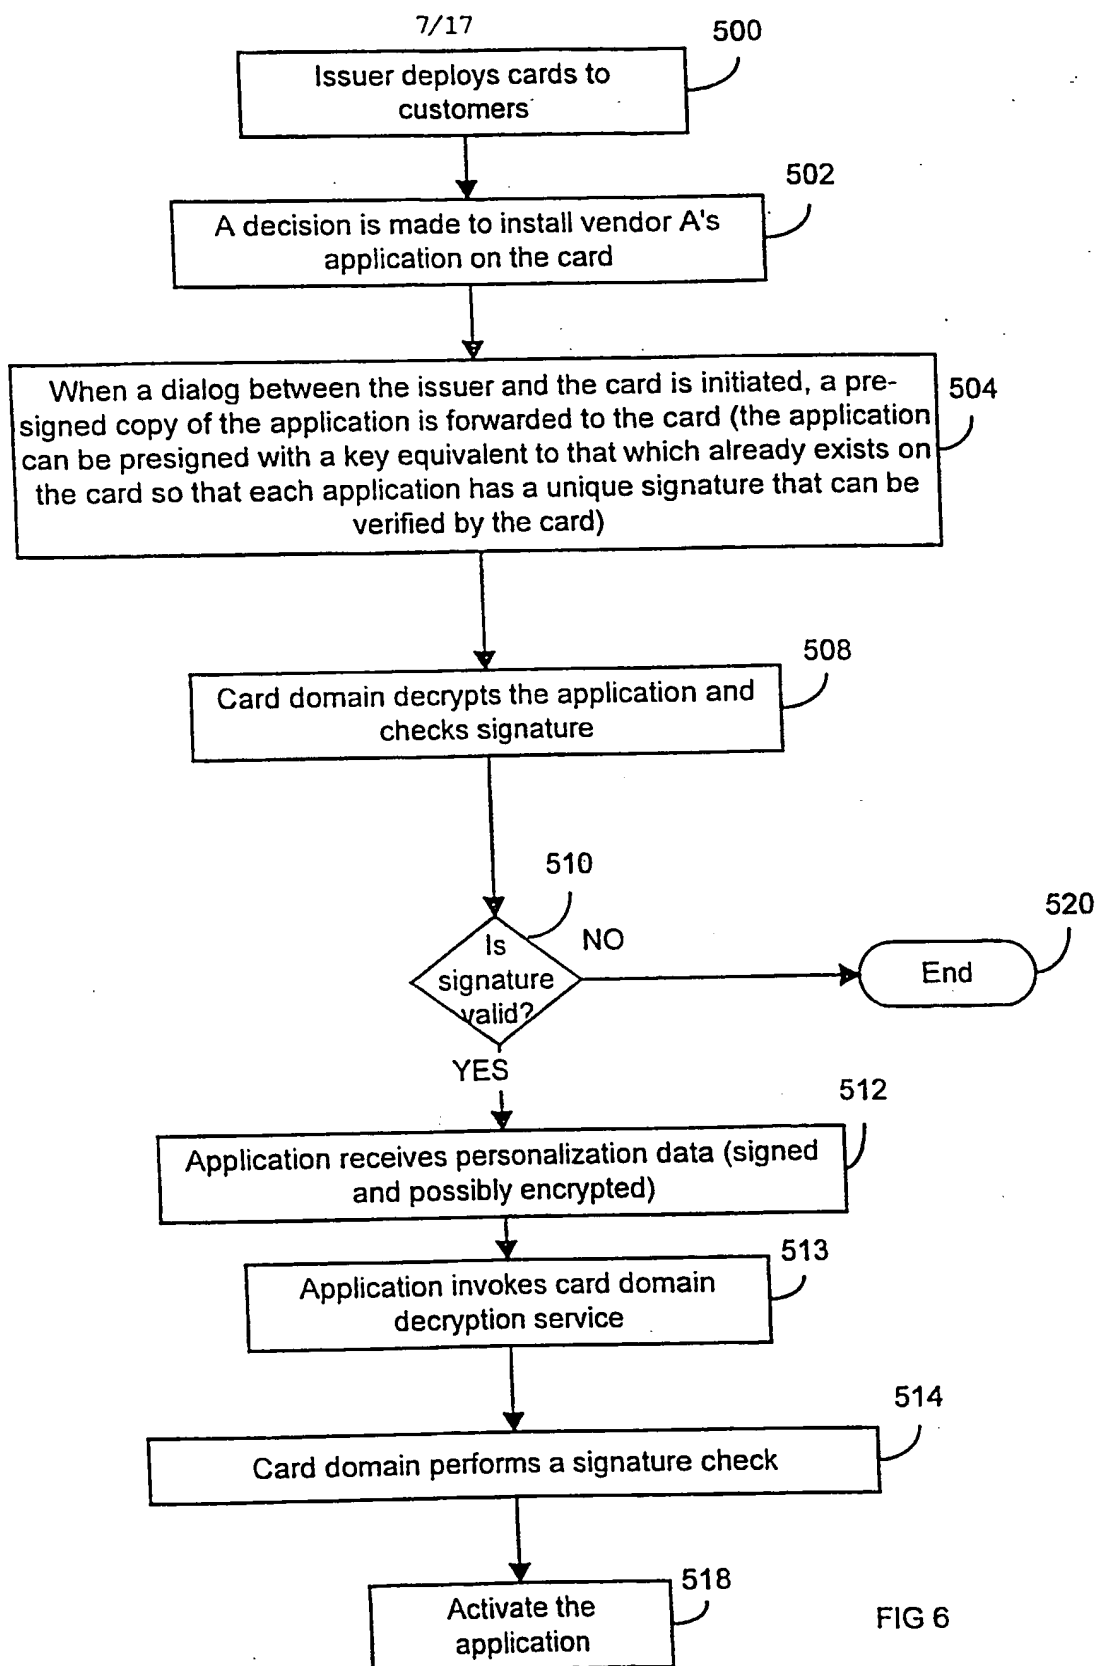 7/17
500
Issuer deploys cards to
customers
502
A decision is made to install vendor A's
application on the card
504
When a dialog between the issuer and the card is initiated, a pre-
signed copy of the application is forwarded to the card (the application
can be presigned with a key equivalent to that which already exists on
the card so that each application has a unique signature that can be
verified by the card)
508
Card domain decrypts the application and
checks signature
510
Is
signature
valid?
NO
520
End
YES
512
Application receives personalization data (signed
and possibly encrypted)
513
Application invokes card domain
decryption service
514
Card domain performs a signature check
518
Activate the
application
FIG 6